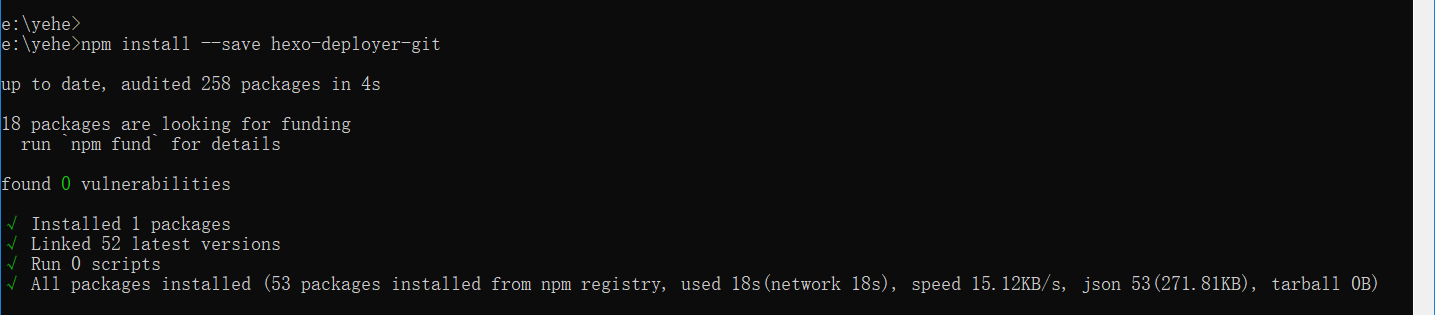 e:\yehe>
e:\yehe>npm install --save hexo-deployer-git
up to date, audited 258 packages in 4s
18 packages are looking for funding
  run `npm fund` for details
found 0 vulnerabilities
√ Installed 1 packages
√ Linked 52 latest versions
√ Run 0 scripts
√ All packages installed (53 packages installed from npm registry, used 18s(network 18s), speed 15.12KB/s, json 53(271.81KB), tarball 0B)